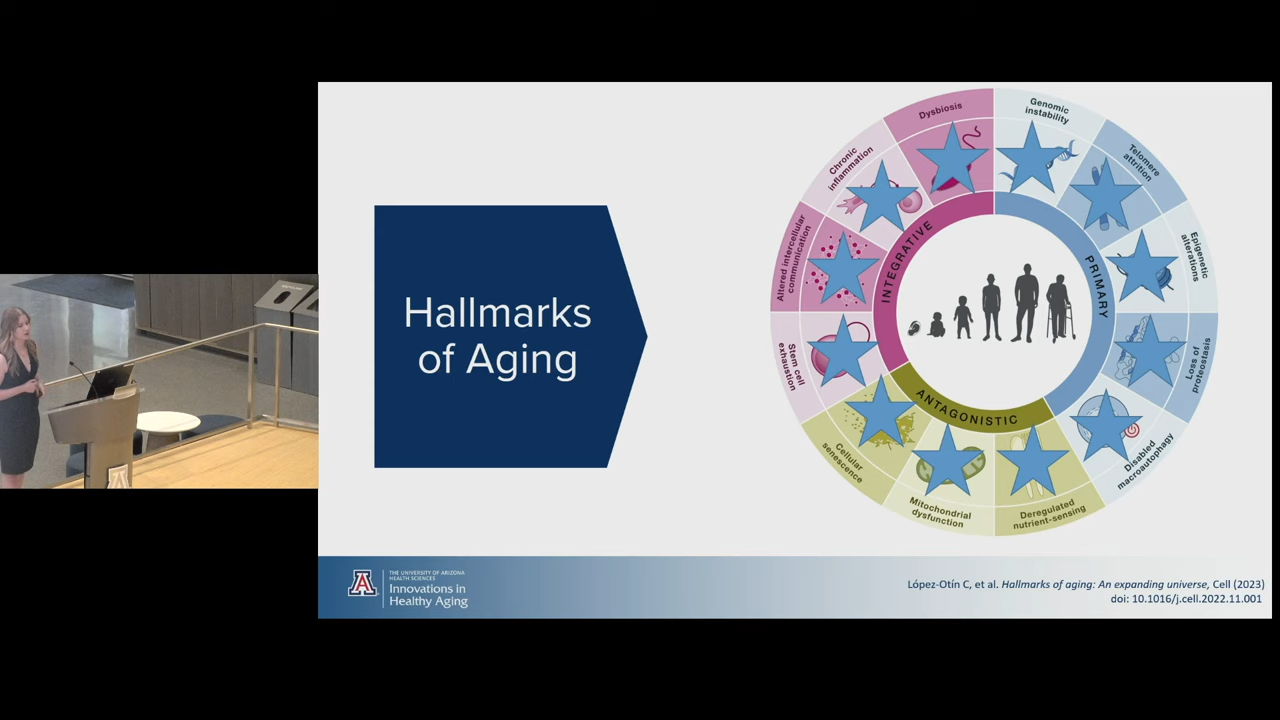 Hallmarks
of Aging
Dysbiosis
Genomic
instability
Telomere
attrition
Epigenetic
alterations
Loss of
proteostasis
Disabled
macroautophagy
Deregulated
nutrient-sensing
Mitochondrial
dysfunction
Cellular
senescence
Stem cell
exhaustion
Altered intercellular
communication
Chronic
inflammation
INTEGRATIVE
PRIMARY
ANTAGONISTIC
A
THE UNIVERSITY OF ARIZONA
HEALTH SCIENCES
Innovations in
Healthy Aging
López-Otín C, et al. Hallmarks of aging: An expanding universe, Cell (2023)
doi: 10.1016/j.cell.2022.11.001
A